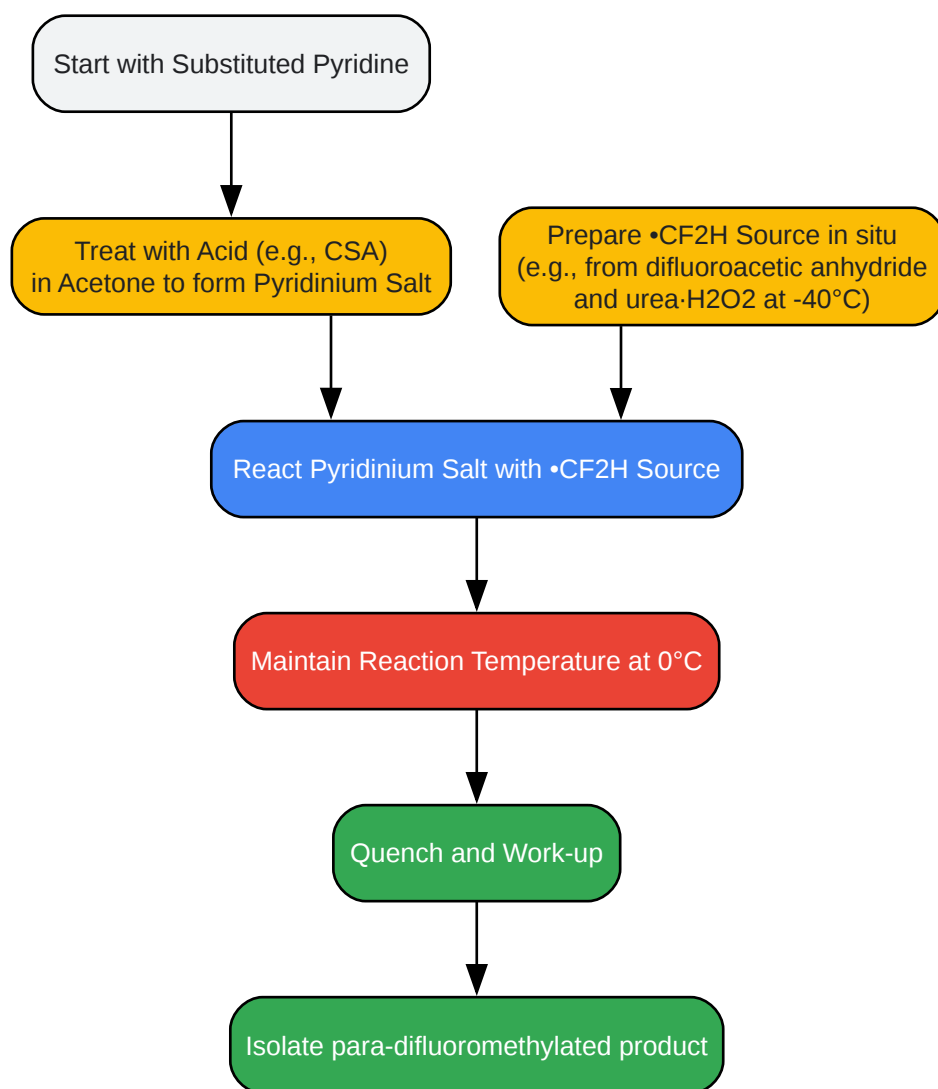 Start with Substituted Pyridine
Treat with Acid (e.g., CSA)
in Acetone to form Pyridinium Salt
Prepare •CF2H Source in situ
(e.g., from difluoroacetic anhydride
and urea·H2O2 at -40°C)
React Pyridinium Salt with •CF2H Source
Maintain Reaction Temperature at 0°C
Quench and Work-up
Isolate para-difluoromethylated product